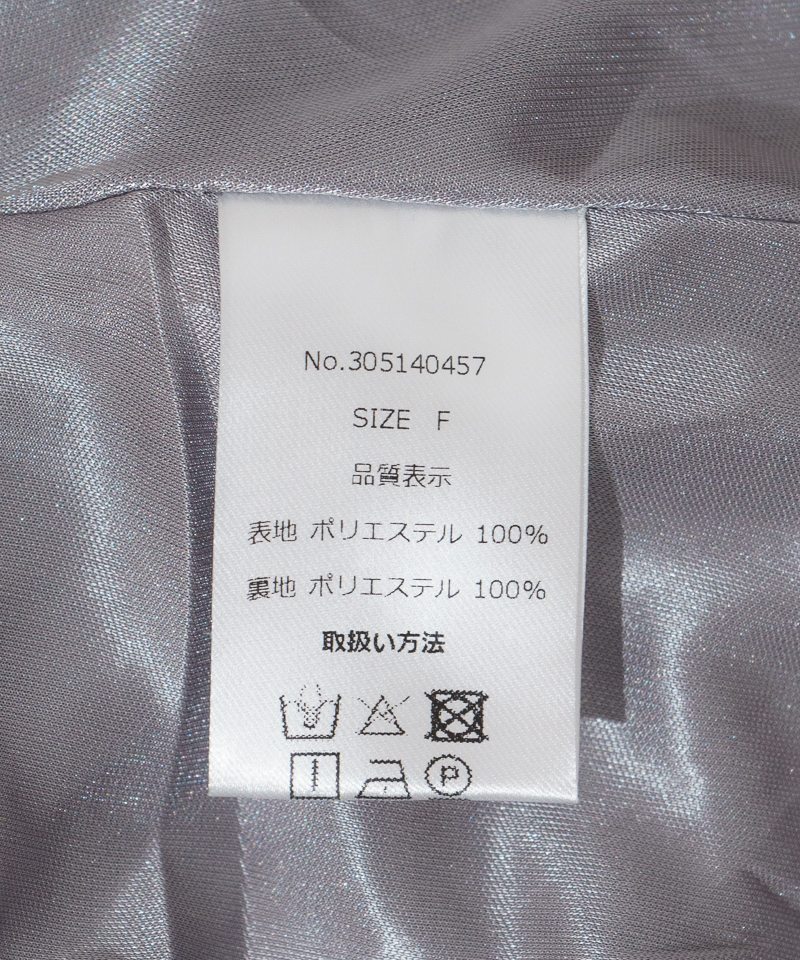 No.305140457
SIZE F
品質表示
表地 ポリエステル 100%
裏地 ポリエステル 100%
取扱い方法
P